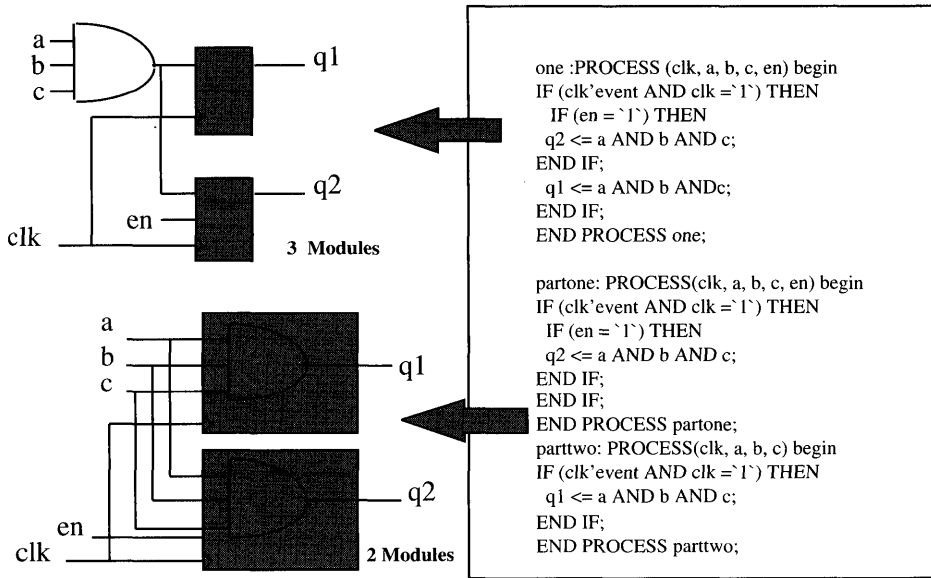 a
b
c
q1
q2
en
clk
3 Modules
a
b
c
q1
q2
en
clk
2 Modules
one :PROCESS (clk, a, b, c, en) begin
IF (clk'event AND clk =`1`) THEN
IF (en = `1`) THEN
q2 <= a AND b AND c;
END IF;
q1 <= a AND b ANDc;
END IF;
END PROCESS one;
partone: PROCESS(clk, a, b, c, en) begin
IF (clk'event AND clk =`1`) THEN
IF (en = `1`) THEN
q2 <= a AND b AND c;
END IF;
END IF;
END PROCESS partone;
parttwo: PROCESS(clk, a, b, c) begin
IF (clk'event AND clk =`1`) THEN
q1 <= a AND b AND c;
END IF;
END PROCESS parttwo;